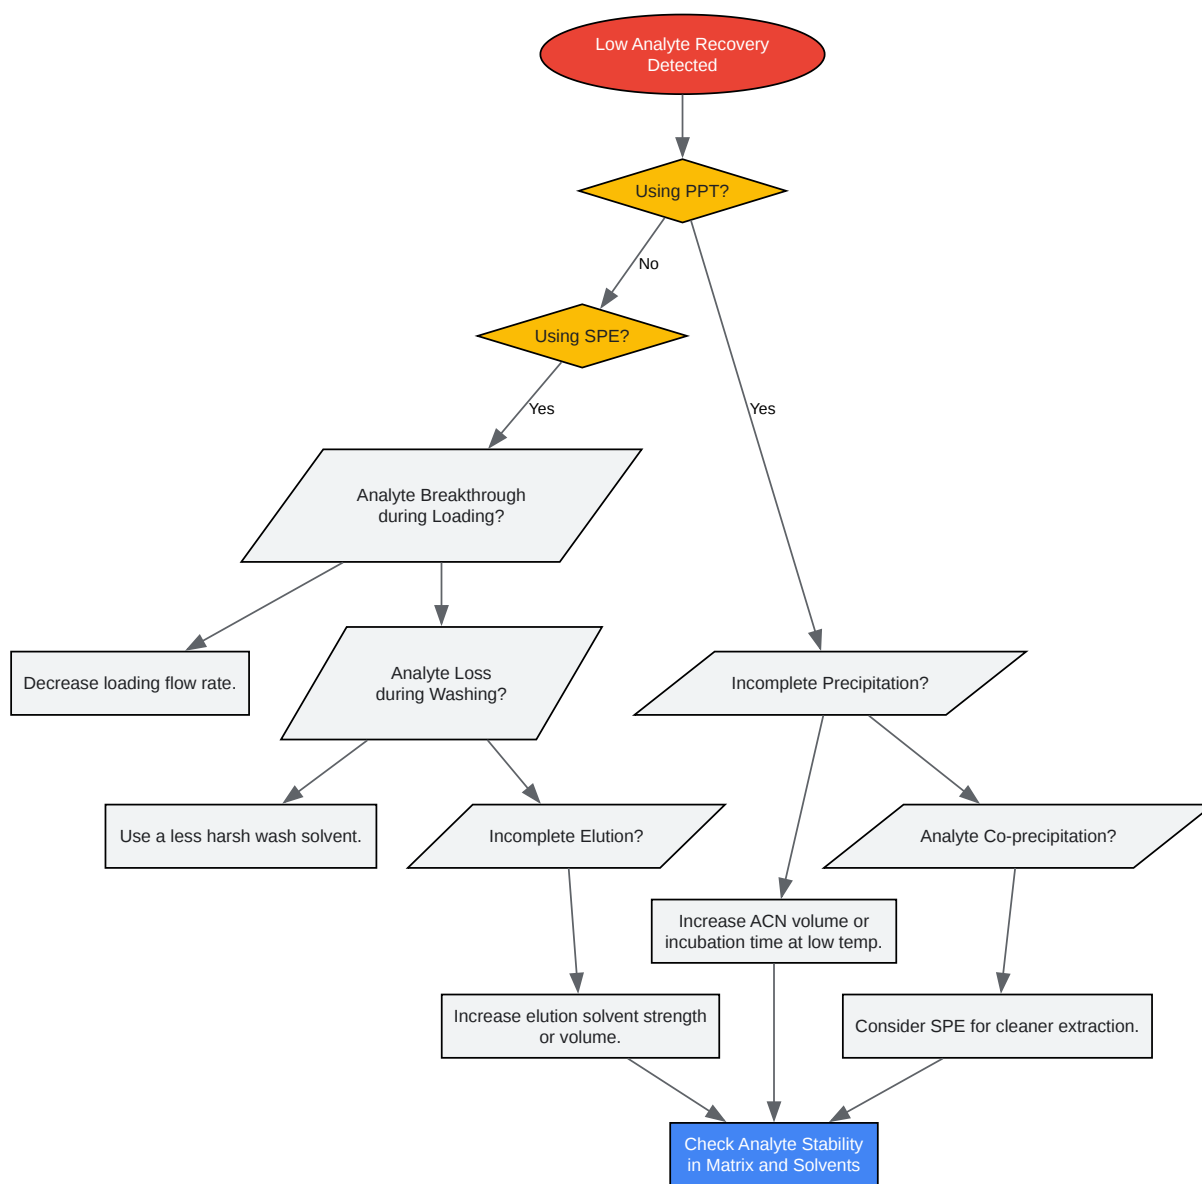 Low Analyte Recovery
Detected
Using PPT?
No
Using SPE?
Yes
Yes
Analyte Breakthrough
during Loading?
Decrease loading flow rate.
Analyte Loss
during Washing?
Incomplete Precipitation?
Use a less harsh wash solvent.
Incomplete Elution?
Analyte Co-precipitation?
Increase ACN volume or
incubation time at low temp.
Increase elution solvent strength
or volume.
Consider SPE for cleaner extraction.
Check Analyte Stability
in Matrix and Solvents